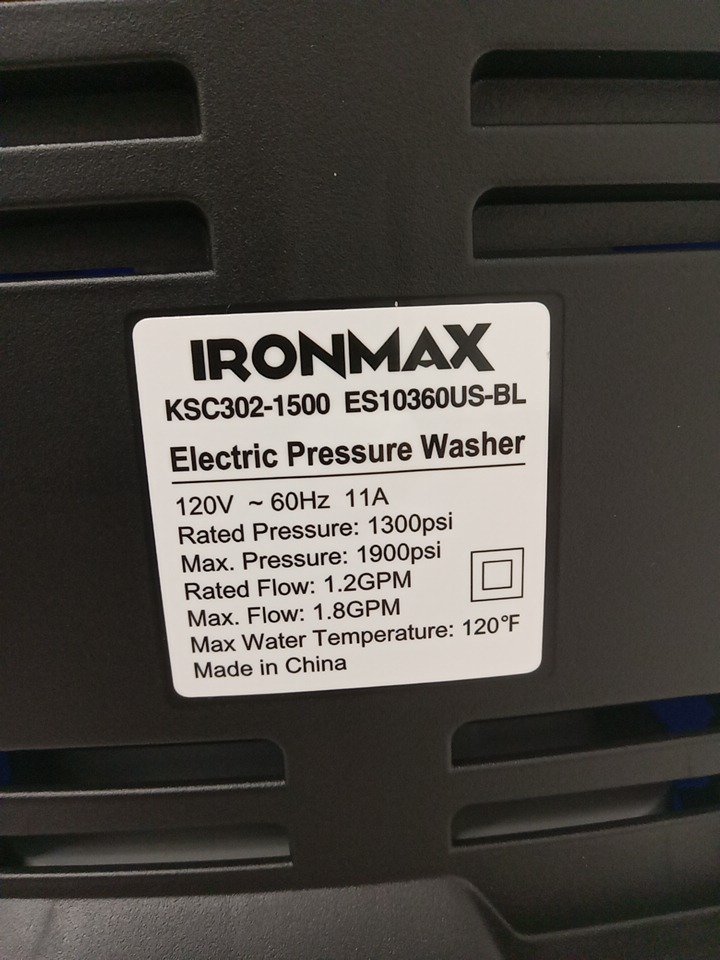 IRONMAX
KSC302-1500 ES10360US-BL
Electric Pressure Washer
120V ~ 60Hz 11A
Rated Pressure: 1300psi
Max. Pressure: 1900psi
Rated Flow: 1.2GPM
Max. Flow: 1.8GPM
Max Water Temperature: 120°F
Made in China